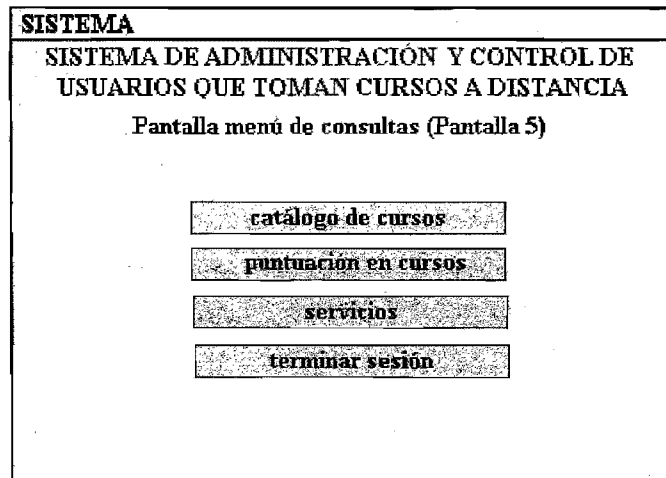 SISTEMA
SISTEMA DE ADMINISTRACIÓN Y CONTROL DE
USUARIOS QUE TOMAN CURSOS A DISTANCIA
Pantalla menú de consultas (Pantalla 5)
catálogo de cursos
puntuación en cursos
servicios
terminar sesión